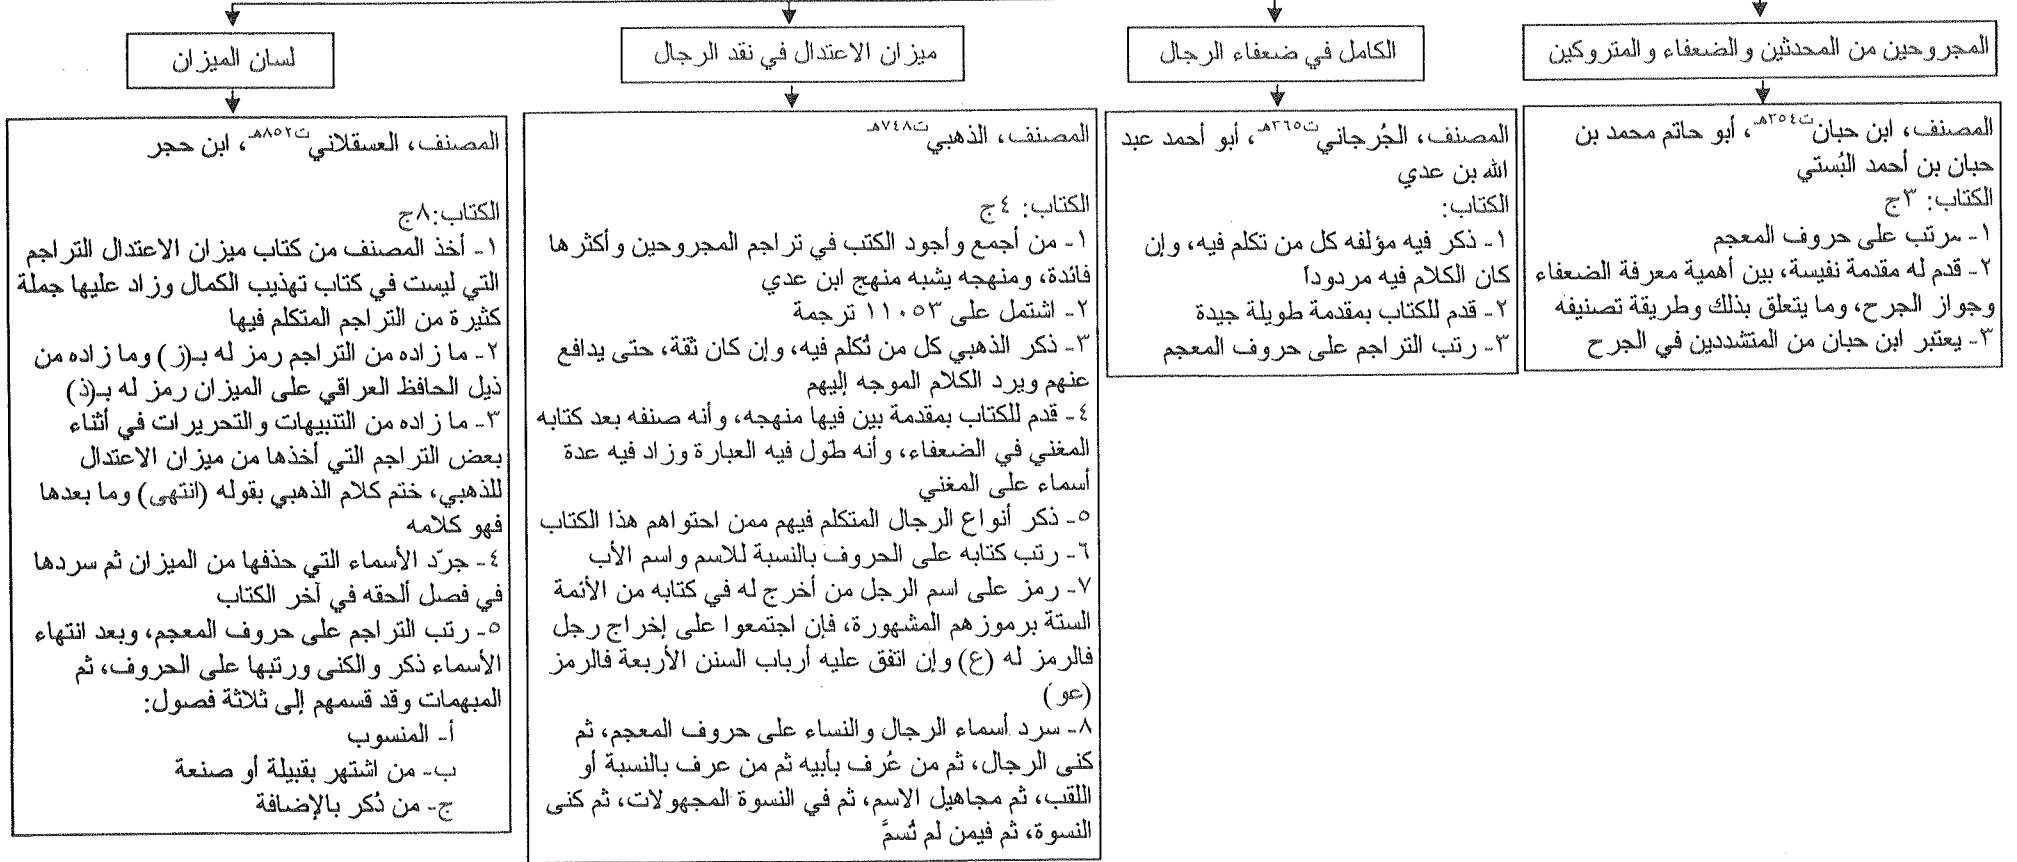 المجروحين من المحدثين والضعفاء والمتروكين
المصنف، ابن حبان ت٣٥٤هـ، أبو حاتم محمد بن
حبان بن أحمد البُستي
الكتاب: ٣ج
١- مرتب على حروف المعجم
٢- قدم له مقدمة نفيسة، بين أهمية معرفة الضعفاء
وجواز الجرح، وما يتعلق بذلك وطريقة تصنيفه
٣- يعتبر ابن حبان من المتشددين في الجرح
الكامل في ضعفاء الرجال
المصنف، الجُرجاني ت٣٦٥هـ، أبو أحمد عبد
الله بن عدي
الكتاب:
١- ذكر فيه مؤلفه كل من تكلم فيه، وإن
كان الكلام فيه مردوداً
٢- قدم للكتاب بمقدمة طويلة جيدة
٣- رتب التراجم على حروف المعجم
ميزان الاعتدال في نقد الرجال
المصنف، الذهبي ت٧٤٨هـ
الكتاب: ٤ج
١- من أجمع وأجود الكتب في تراجم المجروحين وأكثرها
فائدة، ومنهجه يشبه منهج ابن عدي
٢- اشتمل على ١١٠٥٣ ترجمة
٣- ذكر الذهبي كل من تُكلم فيه، وإن كان ثقة، حتى يدافع
عنهم ويرد الكلام الموجه إليهم
٤- قدم للكتاب بمقدمة بين فيها منهجه، وأنه صنفه بعد كتابه
المغني في الضعفاء، وأنه طوّل فيه العبارة وزاد فيه عدة
أسماء على المغني
٥- ذكر أنواع الرجال المتكلم فيهم ممن احتواهم هذا الكتاب
٦- رتب كتابه على الحروف بالنسبة للاسم واسم الأب
٧- رمز على اسم الرجل من أخرج له في كتابه من الأئمة
الستة برموزهم المشهورة، فإن اجتمعوا على إخراج رجل
فالرمز له (ع) وإن اتفق عليه أرباب السنن الأربعة فالرمز
(عو)
٨- سرد أسماء الرجال والنساء على حروف المعجم، ثم
كنى الرجال، ثم من عُرف بأبيه ثم من عرف بالنسبة أو
اللقب، ثم مجاهيل الاسم، ثم في النسوة المجهولات، ثم كنى
النسوة، ثم فيمن لم تُسمَّ
لسان الميزان
المصنف، العسقلاني ت٨٥٢هـ، ابن حجر
الكتاب:٨ج
١- أخذ المصنف من كتاب ميزان الاعتدال التراجم
التي ليست في كتاب تهذيب الكمال وزاد عليها جملة
كثيرة من التراجم المتكلم فيها
٢- ما زاده من التراجم رمز له بـ(ز) وما زاده من
ذيل الحافظ العراقي على الميزان رمز له بـ(ذ)
٣- ما زاده من التنبيهات والتحريرات في أثناء
بعض التراجم التي أخذها من ميزان الاعتدال
للذهبي، ختم كلام الذهبي بقوله (انتهى) وما بعدها
فهو كلامه
٤- جرّد الأسماء التي حذفها من الميزان ثم سردها
في فصل ألحقه في آخر الكتاب
٥- رتب التراجم على حروف المعجم، وبعد انتهاء
الأسماء ذكر والكنى ورتبها على الحروف، ثم
المبهمات وقد قسمهم إلى ثلاثة فصول:
أ- المنسوب
ب- من اشتهر بقبيلة أو صنعة
ج- من ذُكر بالإضافة